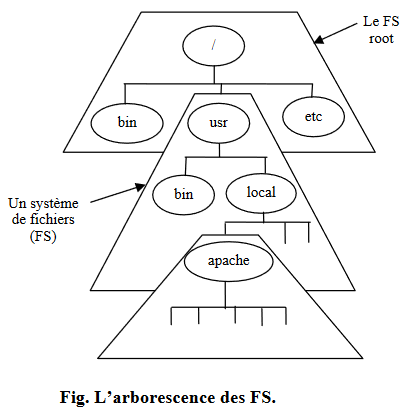 Le FS
root
/
bin
usr
etc
Un système
de fichiers
(FS)
bin
local
apache
Fig. L’arborescence des FS.